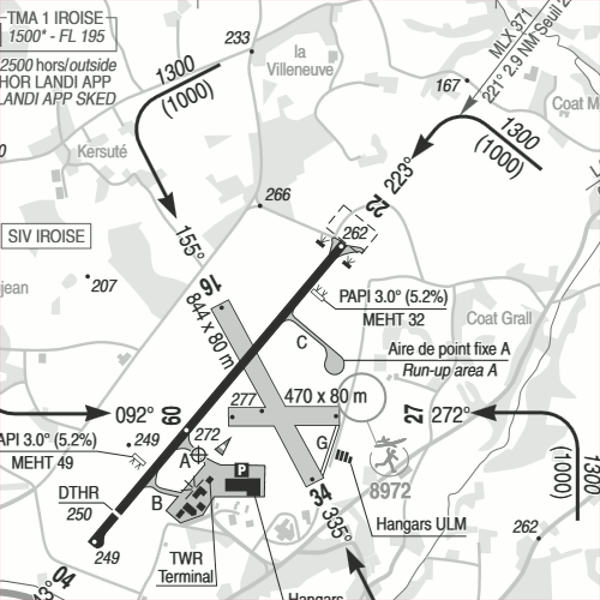 TMA 1 IROISE
1500* - FL 195
2500 hors/outside
HOR LANDI APP
LANDI APP SKED
233
la
Villeneuve
MLX 371
221° 2.9 NM Seuil
167
Coat M
1300
(1000)
1300
(1000)
Kersuté
223°
22
266
262
155°
SIV IROISE
16
844 x 80 m
jean
207
PAPI 3.0° (5.2%)
MEHT 32
Coat Grall
C
Aire de point fixe A
Run-up area A
277
470 x 80 m
092°
09
27
272°
249
272
API 3.0° (5.2%)
MEHT 49
A
G
P
8972
1300
(1000)
DTHR
250
B
34
335°
Hangars ULM
262
249
TWR
Terminal
04
3°
Hangars